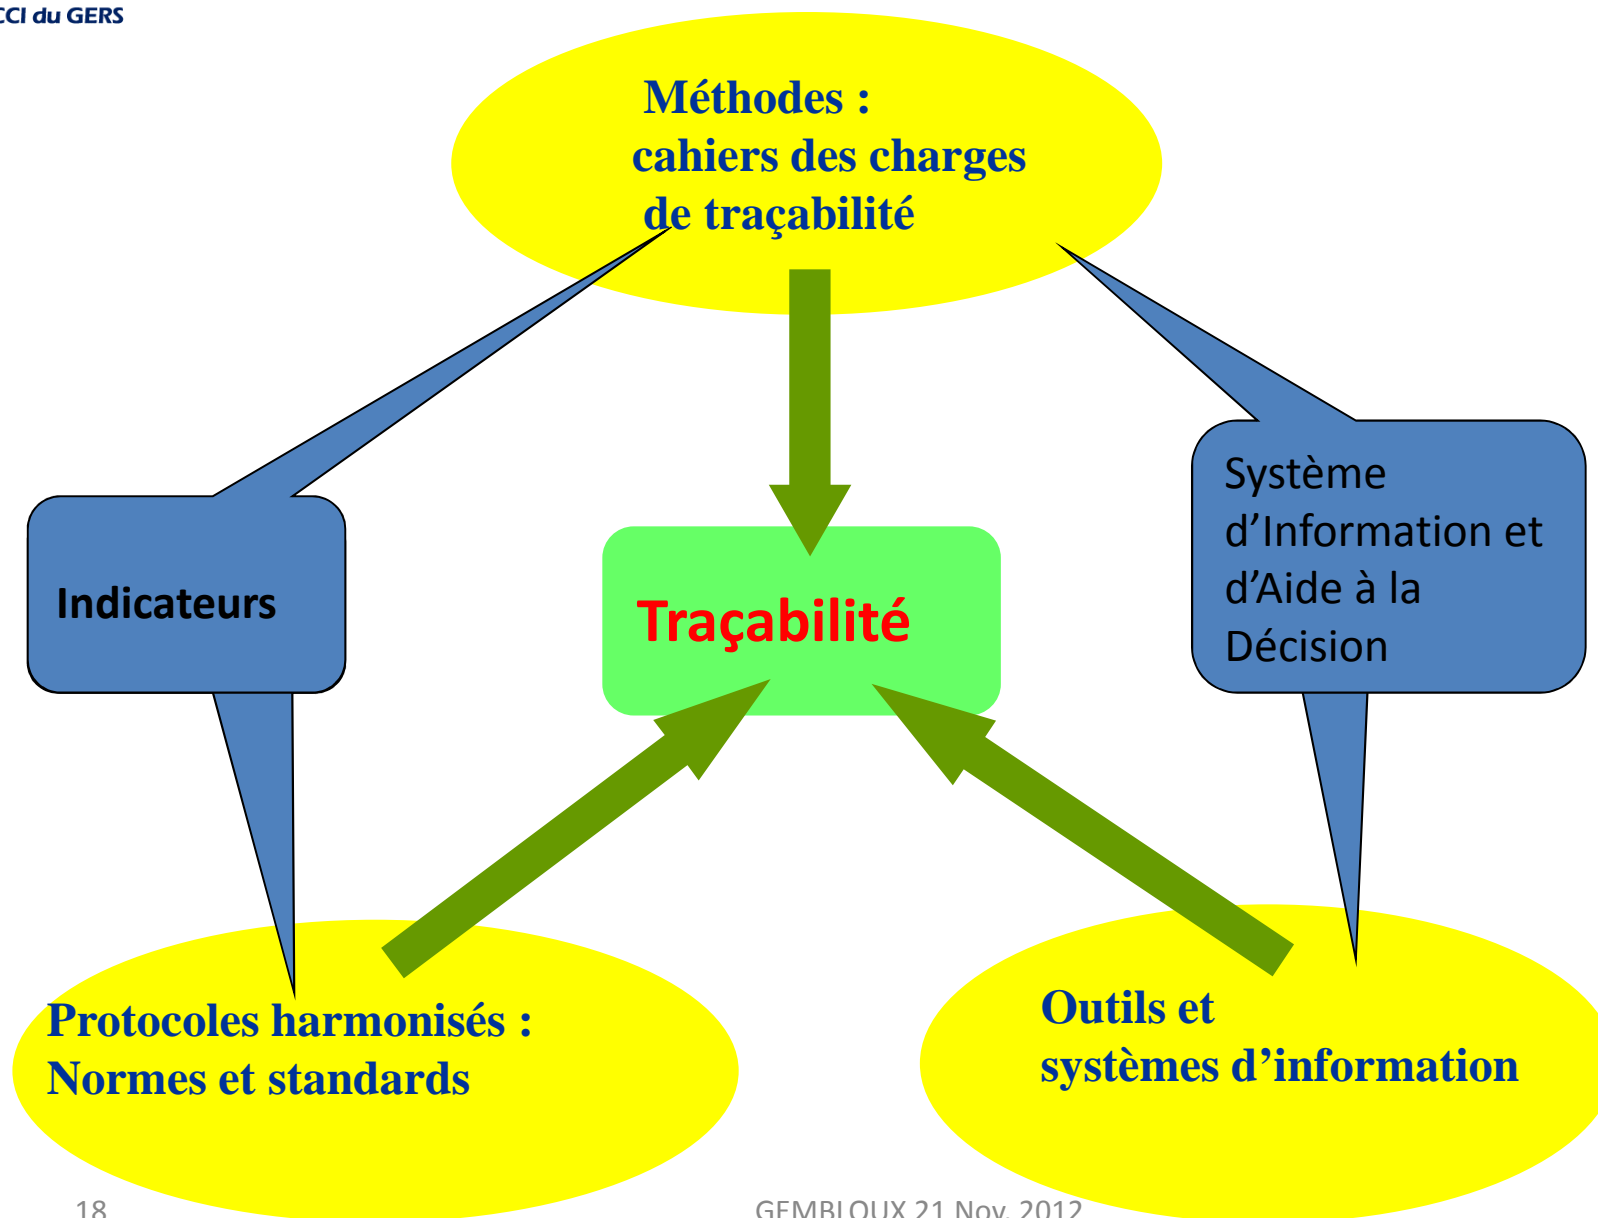 CCI du GERS
Méthodes :
cahiers des charges
de traçabilité
Indicateurs
Traçabilité
Système
d’Information et
d’Aide à la
Décision
Protocoles harmonisés :
Normes et standards
Outils et
systèmes d’information
18
GEMBLOUX 21 Nov. 2012